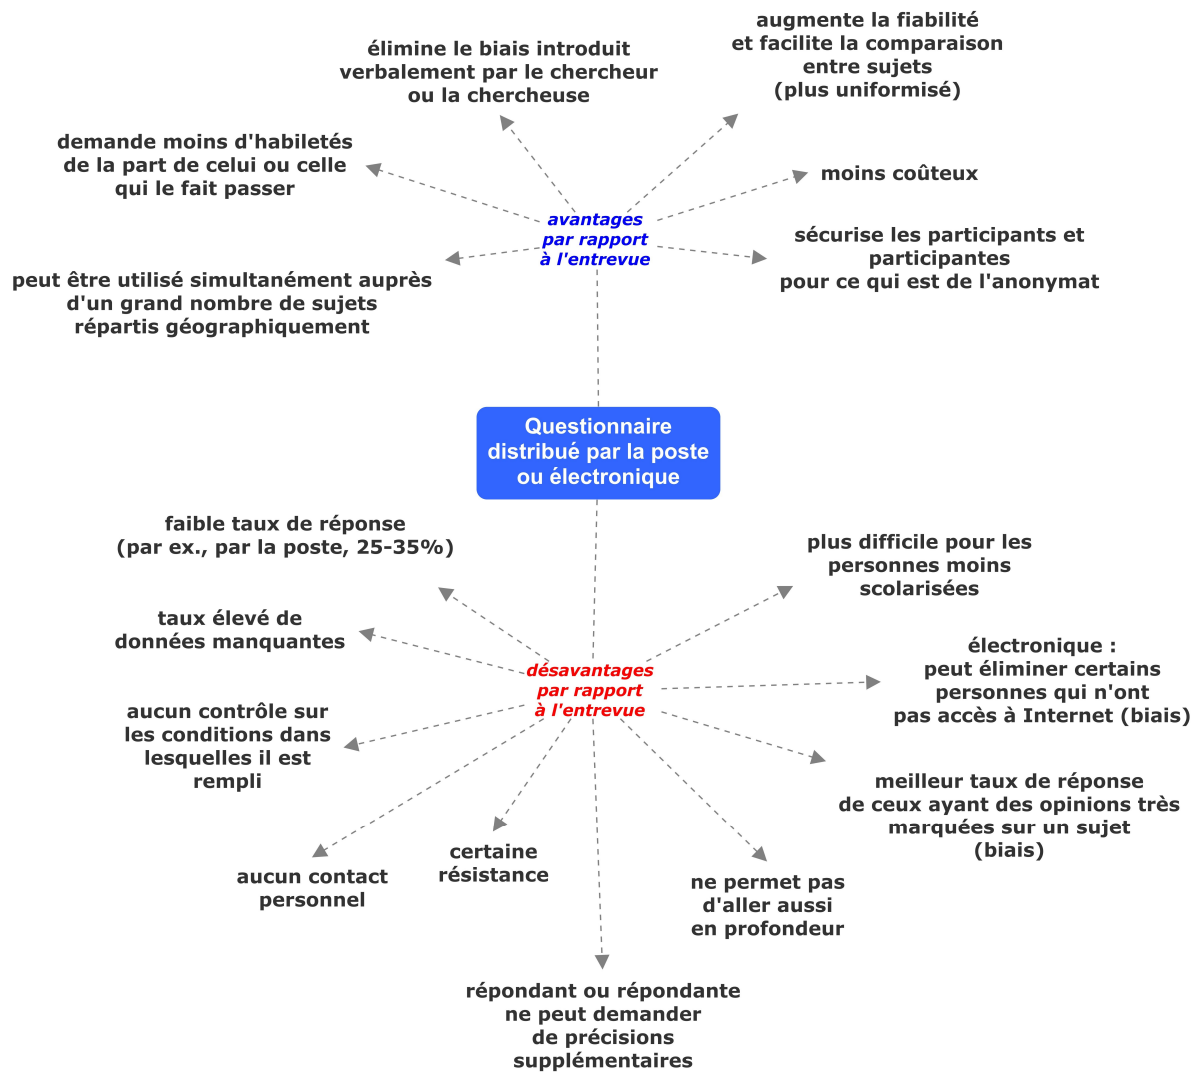 augmente la fiabilité
et facilite la comparaison
entre sujets
(plus uniformisé)
élimine le biais introduit
verbalement par le chercheur
ou la chercheuse
demande moins d'habiletés
de la part de celui ou celle
qui le fait passer
moins coûteux
avantages
par rapport
à l'entrevue
sécurise les participants et
participantes
pour ce qui est de l'anonymat
peut être utilisé simultanément auprès
d'un grand nombre de sujets
répartis géographiquement
Questionnaire
distribué par la poste
ou électronique
faible taux de réponse
(par ex., par la poste, 25-35%)
plus difficile pour les
personnes moins
scolarisées
taux élevé de
données manquantes
électronique :
peut éliminer certains
personnes qui n'ont
pas accès à Internet (biais)
désavantages
par rapport
à l'entrevue
aucun contrôle sur
les conditions dans
lesquelles il est
rempli
meilleur taux de réponse
de ceux ayant des opinions très
marquées sur un sujet
(biais)
aucun contact
personnel
certaine
résistance
ne permet pas
d'aller aussi
en profondeur
répondant ou répondante
ne peut demander
de précisions
supplémentaires